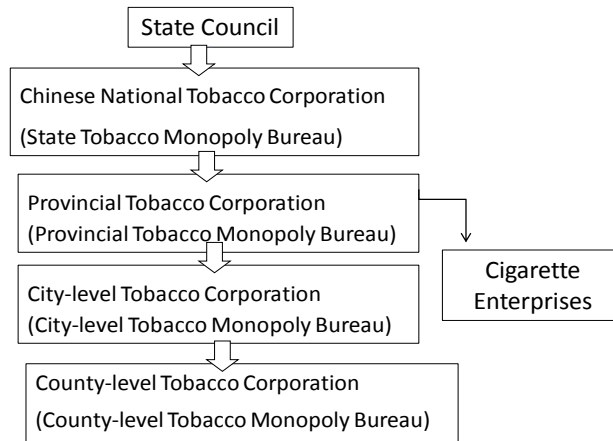 State Council
Chinese National Tobacco Corporation
(State Tobacco Monopoly Bureau)
Provincial Tobacco Corporation
(Provincial Tobacco Monopoly Bureau)
Cigarette
Enterprises
City-level Tobacco Corporation
(City-level Tobacco Monopoly Bureau)
County-level Tobacco Corporation
(County-level Tobacco Monopoly Bureau)